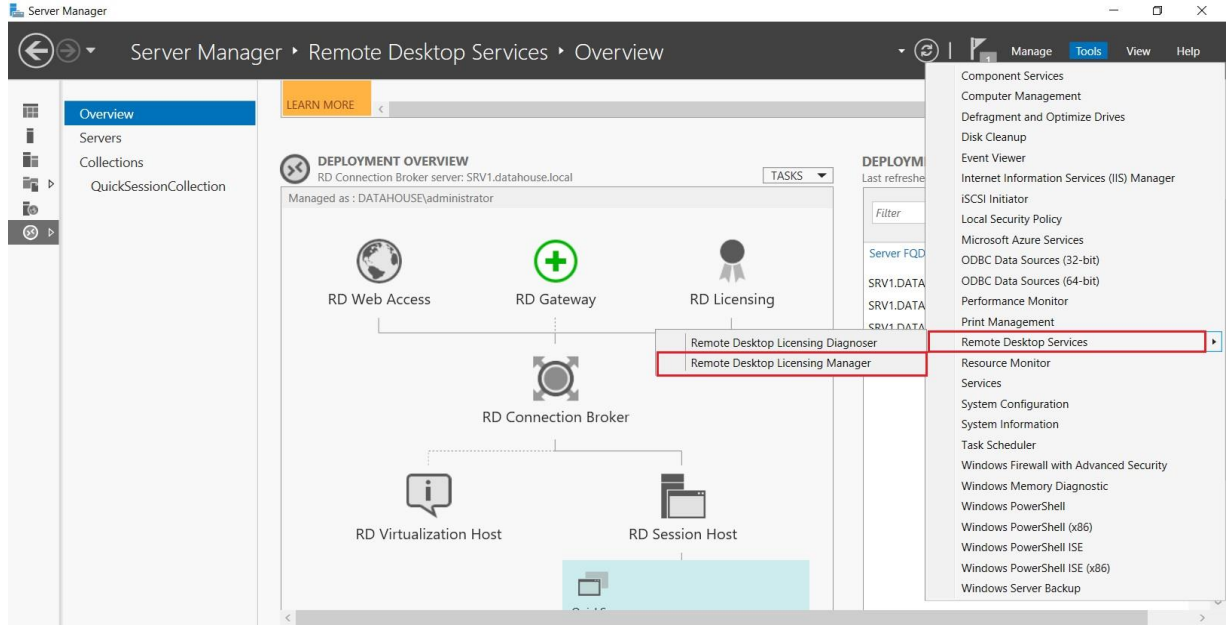 Server Manager
Server Manager ‣ Remote Desktop Services ‣ Overview
1
Manage
Tools
View
Help
Overview
Servers
Collections
QuickSessionCollection
LEARN MORE
DEPLOYMENT OVERVIEW
RD Connection Broker server: SRV1.datahouse.local
TASKS
Managed as : DATAHOUSE\administrator
RD Web Access
RD Gateway
RD Licensing
RD Connection Broker
RD Virtualization Host
RD Session Host
DEPLOYM
Last refreshe
Filter
Server FQD
SRV1.DATA
SRV1.DATA
SRV1.DATA
Remote Desktop Licensing Diagnoser
Remote Desktop Licensing Manager
Component Services
Computer Management
Defragment and Optimize Drives
Disk Cleanup
Event Viewer
Internet Information Services (IIS) Manager
iSCSI Initiator
Local Security Policy
Microsoft Azure Services
ODBC Data Sources (32-bit)
ODBC Data Sources (64-bit)
Performance Monitor
Print Management
Remote Desktop Services
Resource Monitor
Services
System Configuration
System Information
Task Scheduler
Windows Firewall with Advanced Security
Windows Memory Diagnostic
Windows PowerShell
Windows PowerShell (x86)
Windows PowerShell ISE
Windows PowerShell ISE (x86)
Windows Server Backup